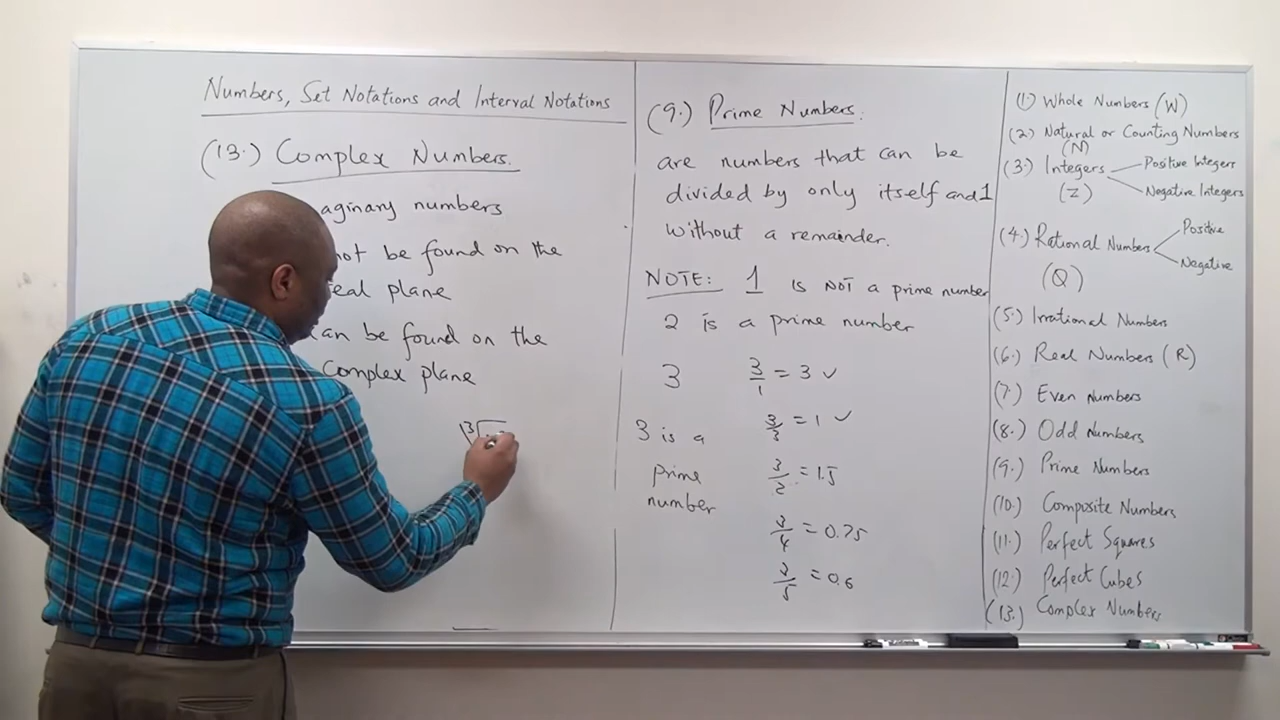 Numbers, Set Notations and Interval Notations
(13.) Complex Numbers.
aginary numbers
not be found on the
real plane
can be found on the
Complex plane
3√
(9.) Prime Numbers.
are numbers that can be
divided by only itself and 1
without a remainder.
NOTE: 1 is NOT a prime number
2 is a prime number
3
3/1 = 3 ✓
3/3 = 1 ✓
3 is a
prime
number
3/2 = 1.5
3/4 = 0.75
3/5 = 0.6
(1) Whole Numbers (W)
(2) Natural or Counting Numbers
(N)
(3.) Integers
Positive Integers
Negative Integers
(Z)
(4.) Rational Numbers
Positive
Negative
(Q)
(5.) Irrational Numbers
(6.) Real Numbers (R)
(7.) Even Numbers
(8.) Odd Numbers
(9.) Prime Numbers
(10.) Composite Numbers
(11.) Perfect Squares
(12.) Perfect Cubes
(13.) Complex Numbers